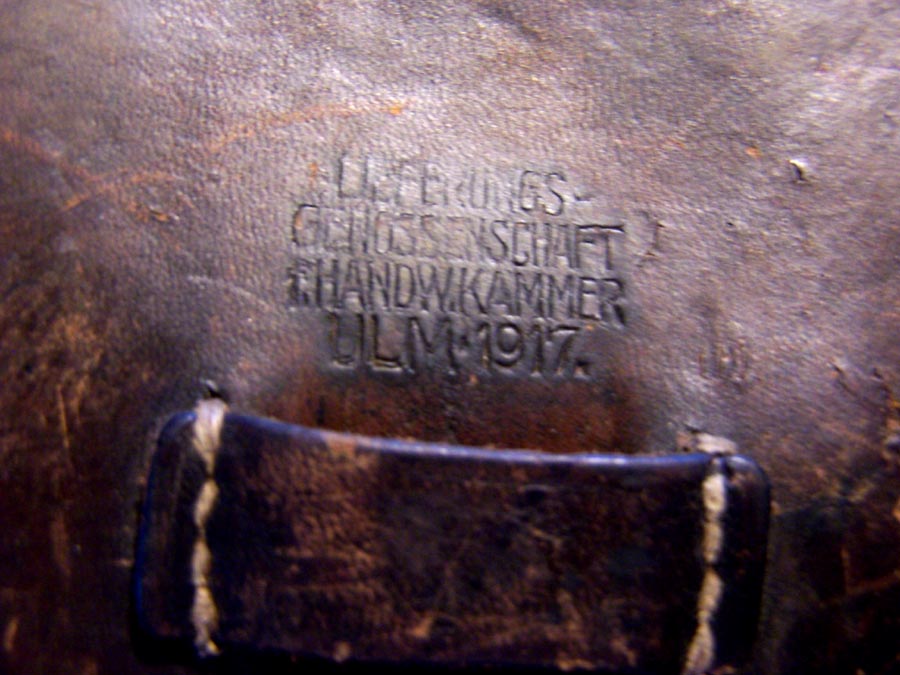 LIEFERUNGS-
GENOSSENSCHAFT
F. HANDW.KAMMER
ULM·1917.